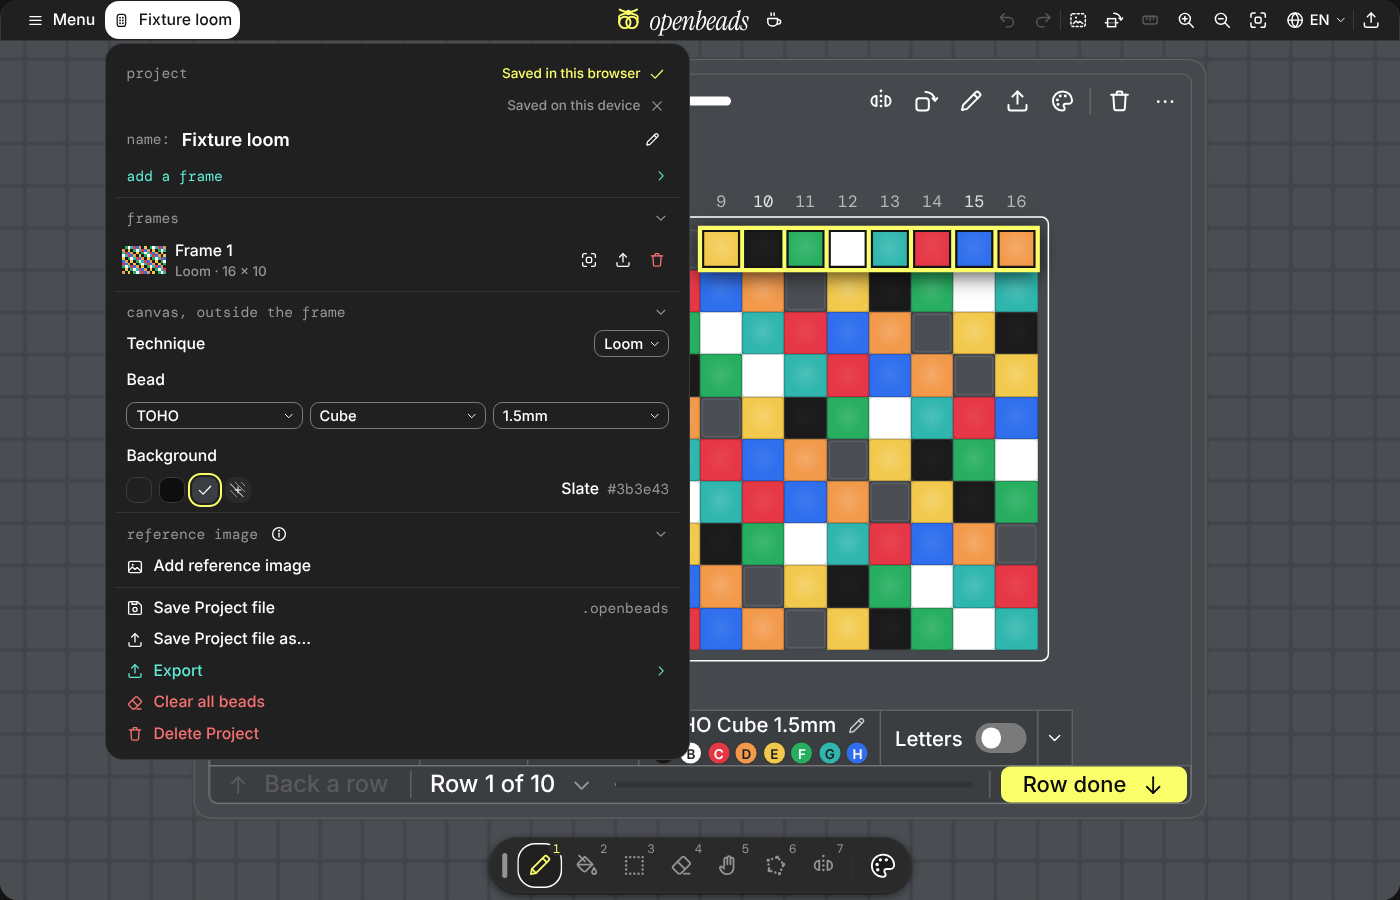 Menu
Fixture loom
openbeads
EN
project
Saved in this browser
Saved on this device
name: Fixture loom
add a frame
frames
Frame 1
Loom · 16 × 10
canvas, outside the frame
Technique
Loom
Bead
TOHO
Cube
1.5mm
Background
Slate #3b3e43
reference image
Add reference image
Save Project file
.openbeads
Save Project file as...
Export
Clear all beads
Delete Project
9 10 11 12 13 14 15 16
HO Cube 1.5mm
B C D E F G H
Letters
Back a row
Row 1 of 10
Row done
1 2 3 4 5 6 7